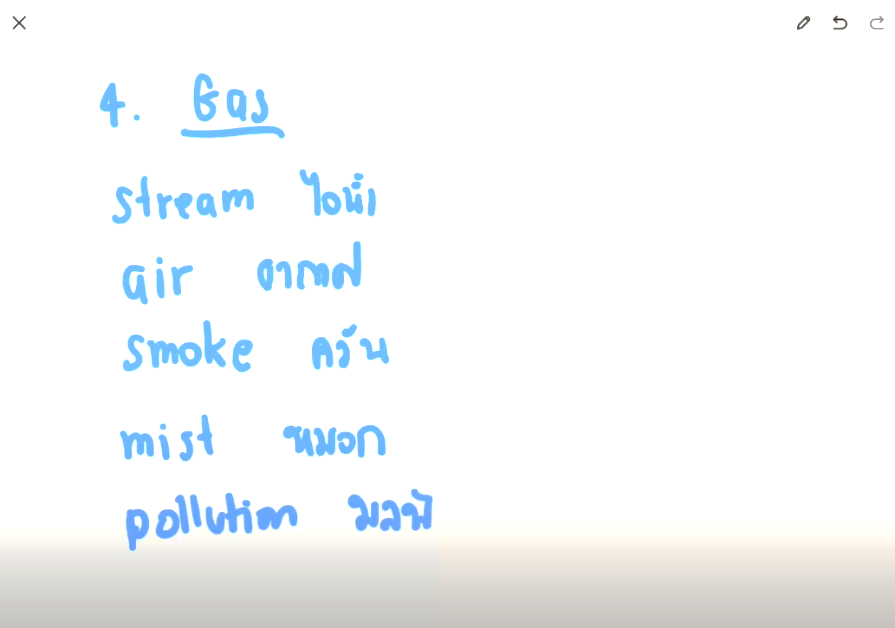 4. Gas
stream ไอน้ำ
air อากาศ
smoke ควัน
mist หมอก
pollution มลพิ